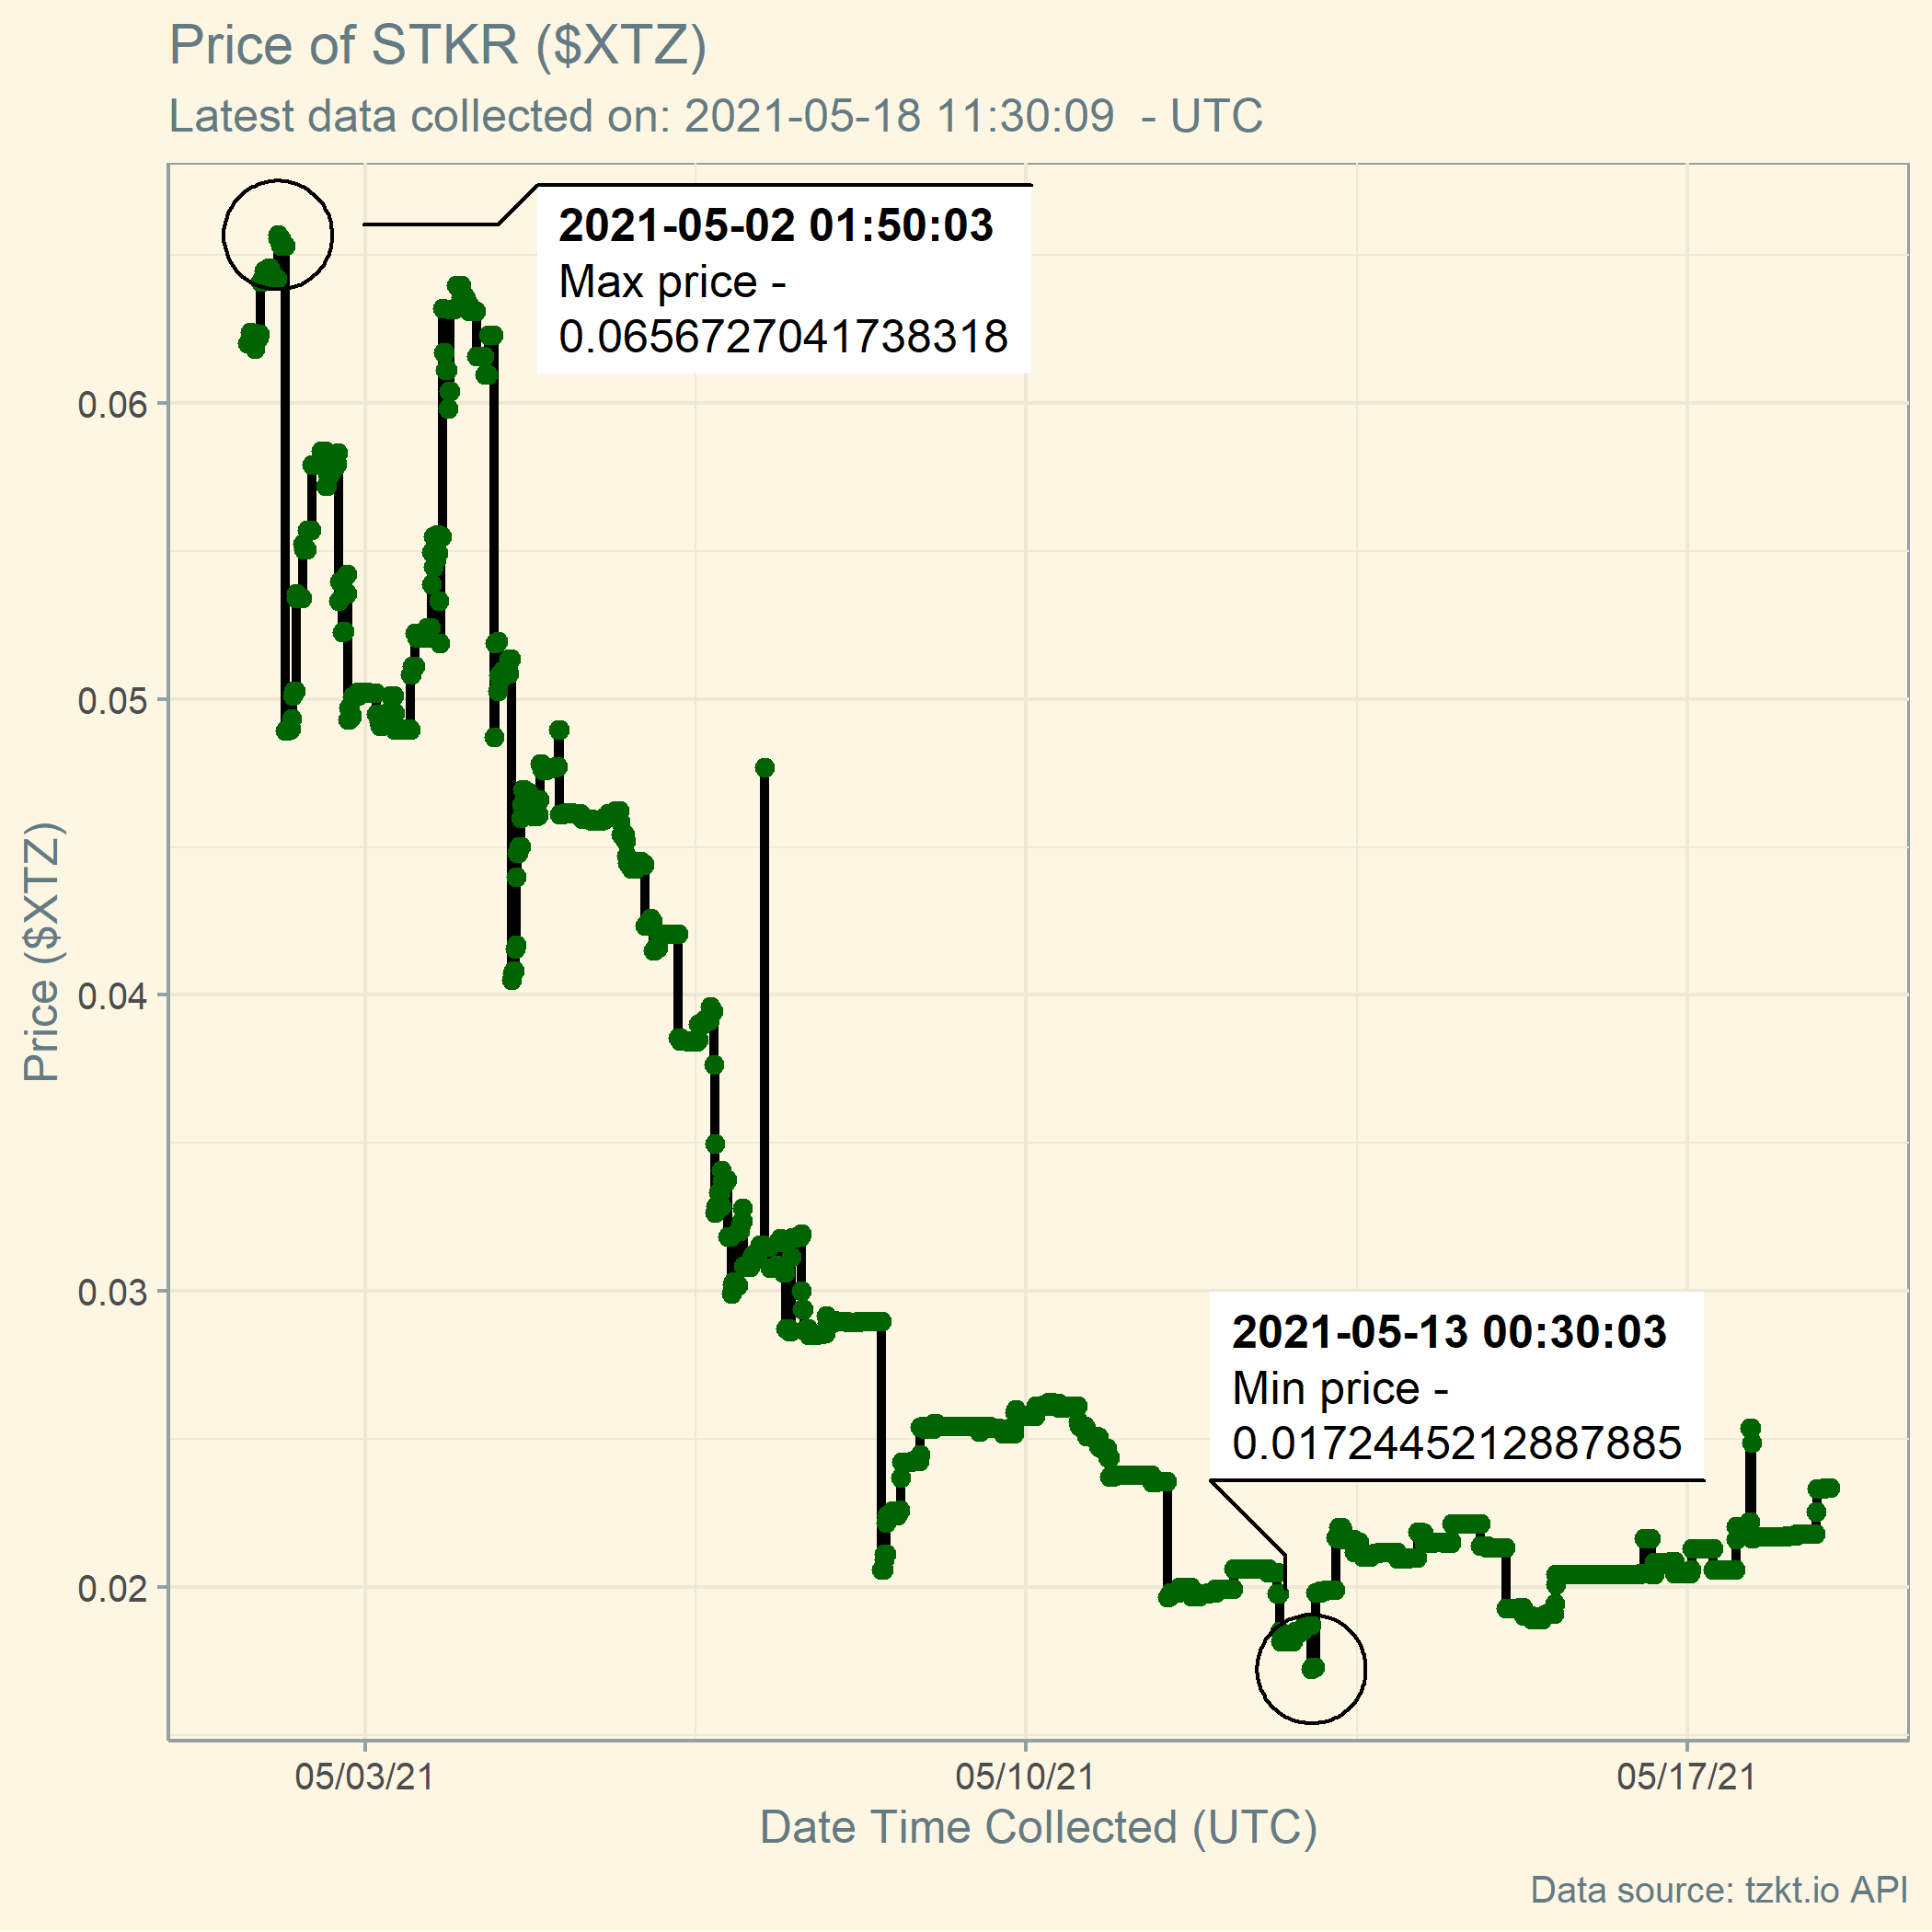 Price of STKR ($XTZ)
Latest data collected on: 2021-05-18 11:30:09  - UTC
2021-05-02 01:50:03
Max price -
0.0656727041738318
0.06
0.05
0.04
0.03
0.02
Price ($XTZ)
2021-05-13 00:30:03
Min price -
0.0172445212887885
05/03/21
05/10/21
05/17/21
Date Time Collected (UTC)
Data source: tzkt.io API